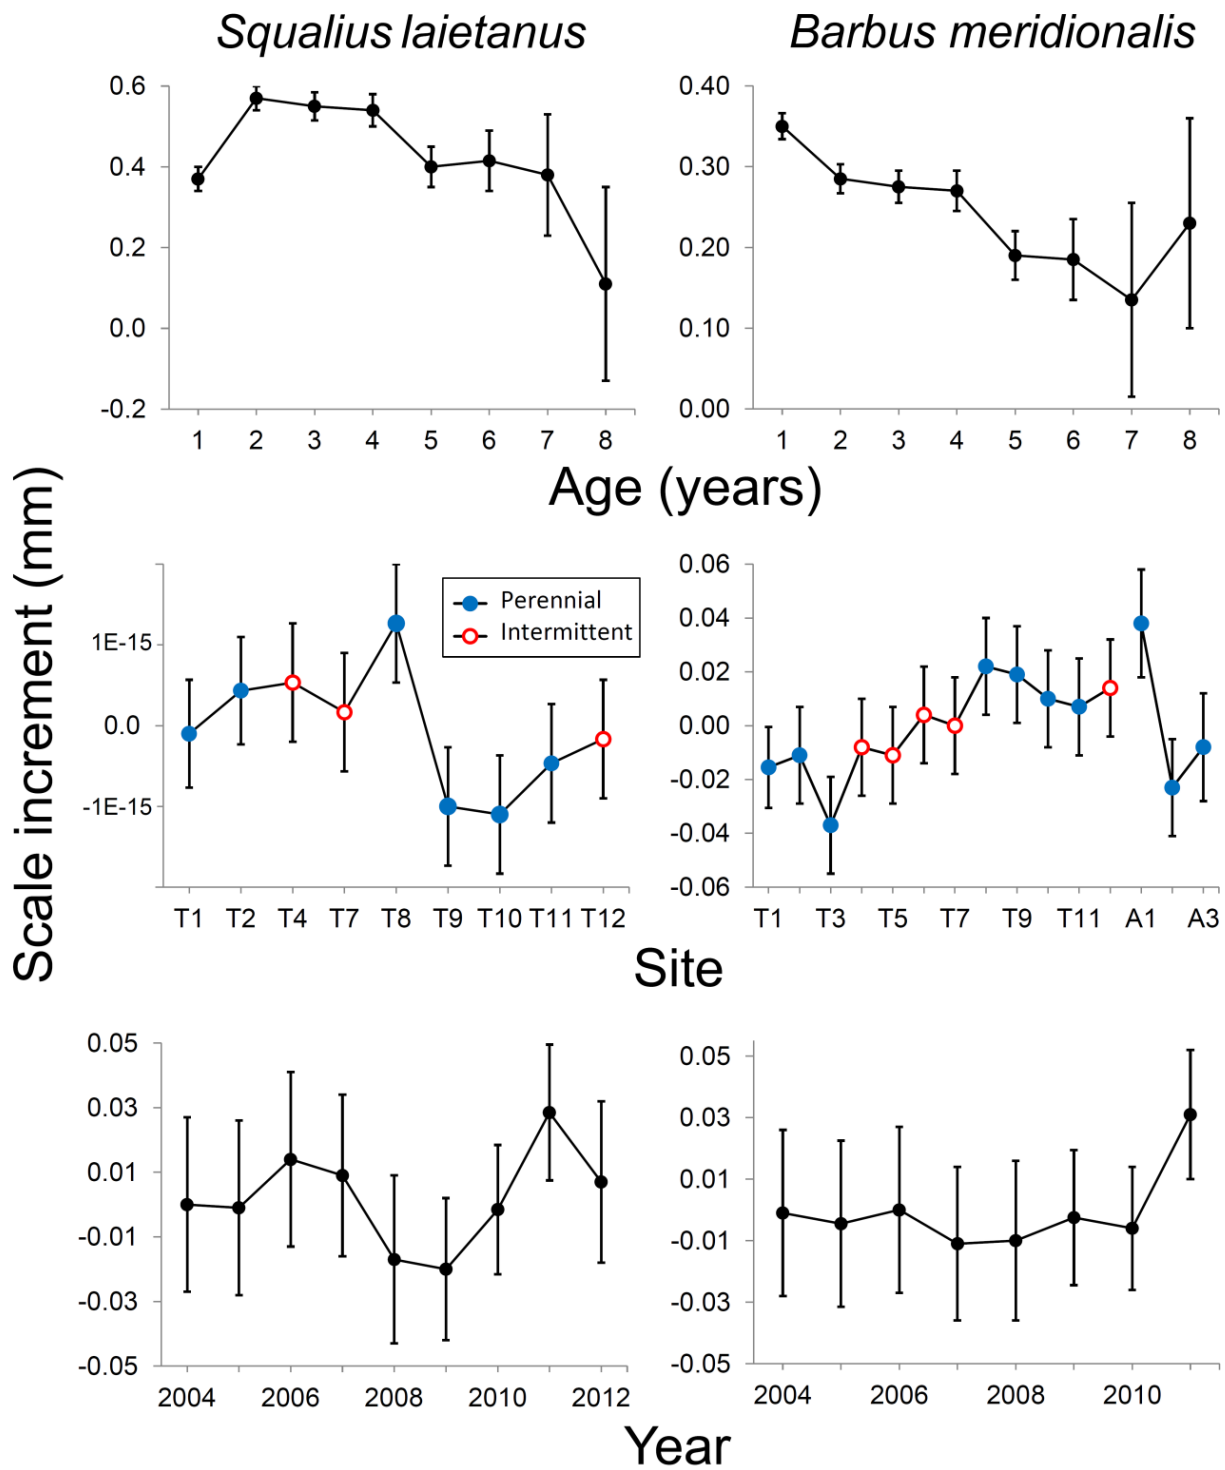 Squalius laietanus
Barbus meridionalis
Scale increment (mm)
0.6
0.4
0.2
0.0
-0.2
1 2 3 4 5 6 7 8
0.40
0.30
0.20
0.10
0.00
1 2 3 4 5 6 7 8
Age (years)
1E-15
0.0
-1E-15
Perennial
Intermittent
T1 T2 T4 T7 T8 T9 T10 T11 T12
0.06
0.04
0.02
0.00
-0.02
-0.04
-0.06
T1 T3 T5 T7 T9 T11 A1 A3
Site
0.05
0.03
0.01
-0.01
-0.03
-0.05
2004 2006 2008 2010 2012
0.05
0.03
0.01
-0.01
-0.03
-0.05
2004 2006 2008 2010
Year